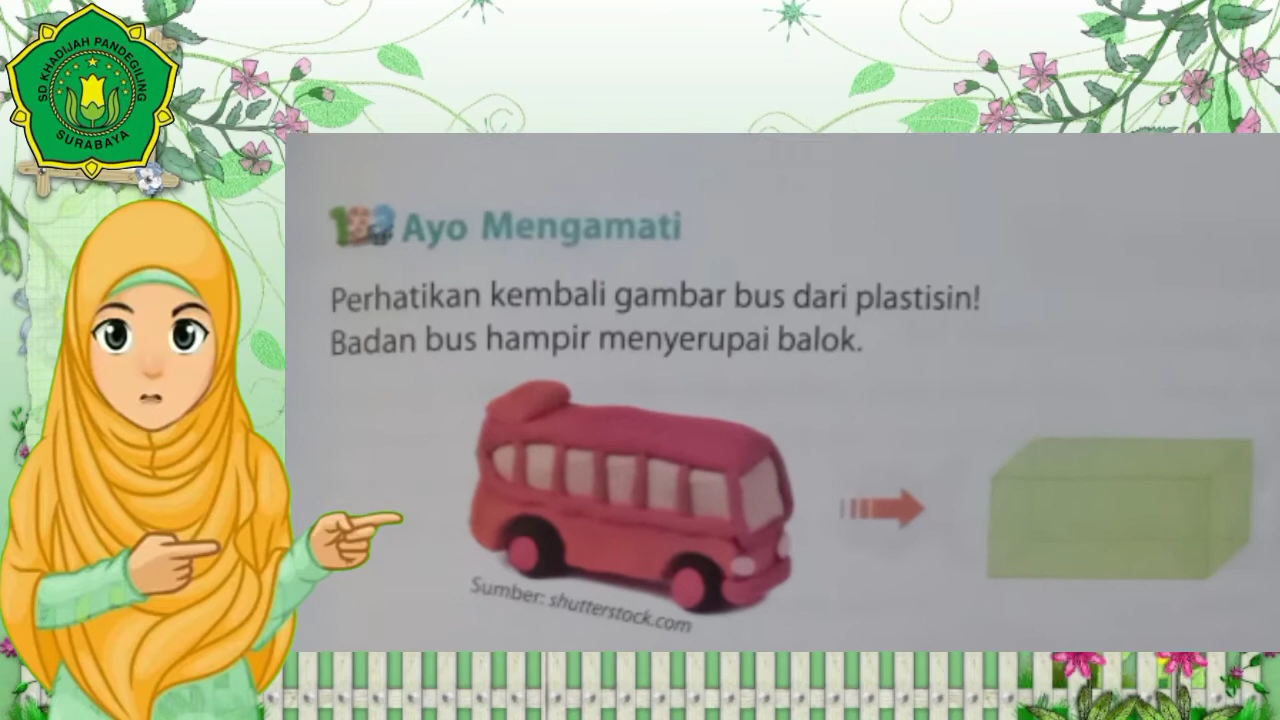 SD KHADIJAH PANDEGILING
SURABAYA
Ayo Mengamati
Perhatikan kembali gambar bus dari plastisin!
Badan bus hampir menyerupai balok.
Sumber: shutterstock.com